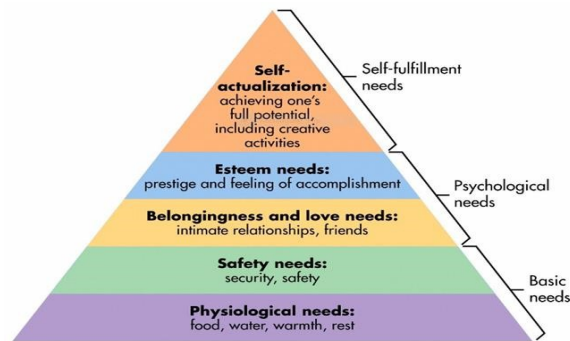 Self-
actualization:
achieving one's
full potential,
including creative
activities
Self-fulfillment
needs
Esteem needs:
prestige and feeling of accomplishment
Psychological
needs
Belongingness and love needs:
intimate relationships, friends
Safety needs:
security, safety
Basic
needs
Physiological needs:
food, water, warmth, rest